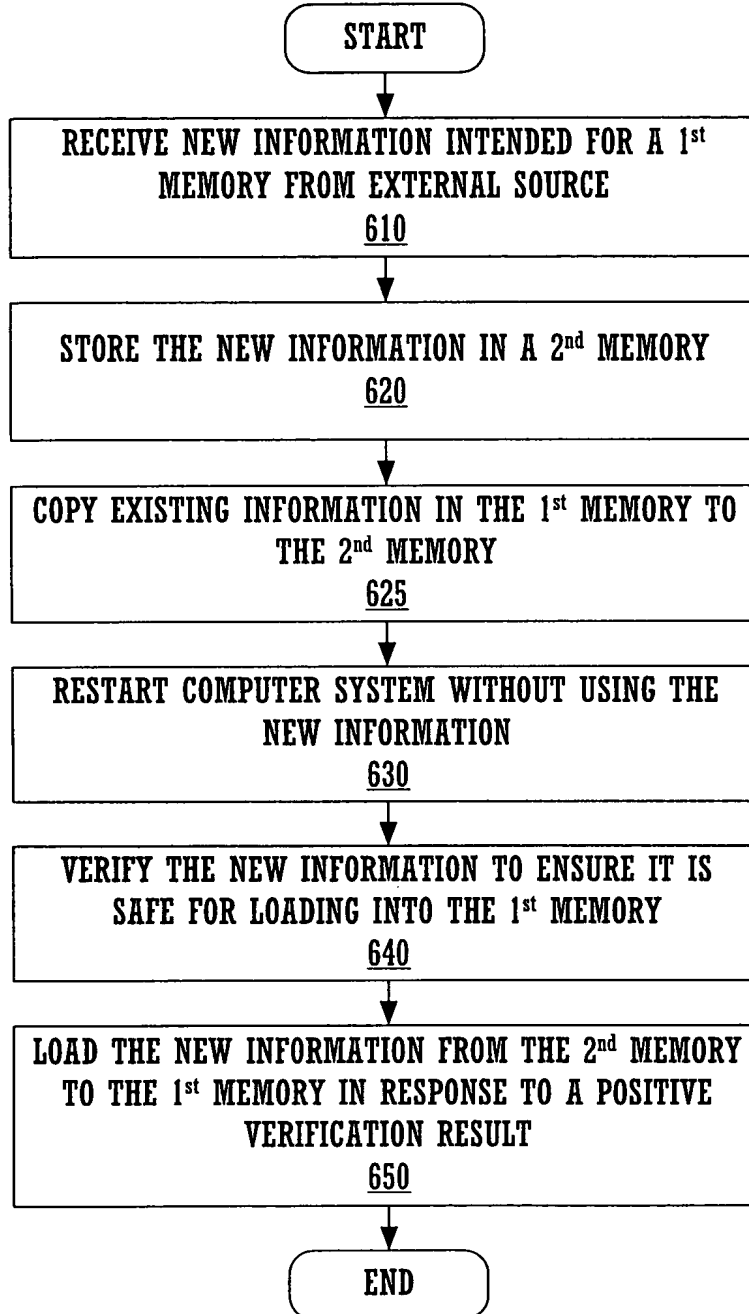 START
RECEIVE NEW INFORMATION INTENDED FOR A 1st
MEMORY FROM EXTERNAL SOURCE
610
STORE THE NEW INFORMATION IN A 2nd MEMORY
620
COPY EXISTING INFORMATION IN THE 1st MEMORY TO
THE 2nd MEMORY
625
RESTART COMPUTER SYSTEM WITHOUT USING THE
NEW INFORMATION
630
VERIFY THE NEW INFORMATION TO ENSURE IT IS
SAFE FOR LOADING INTO THE 1st MEMORY
640
LOAD THE NEW INFORMATION FROM THE 2nd MEMORY
TO THE 1st MEMORY IN RESPONSE TO A POSITIVE
VERIFICATION RESULT
650
END